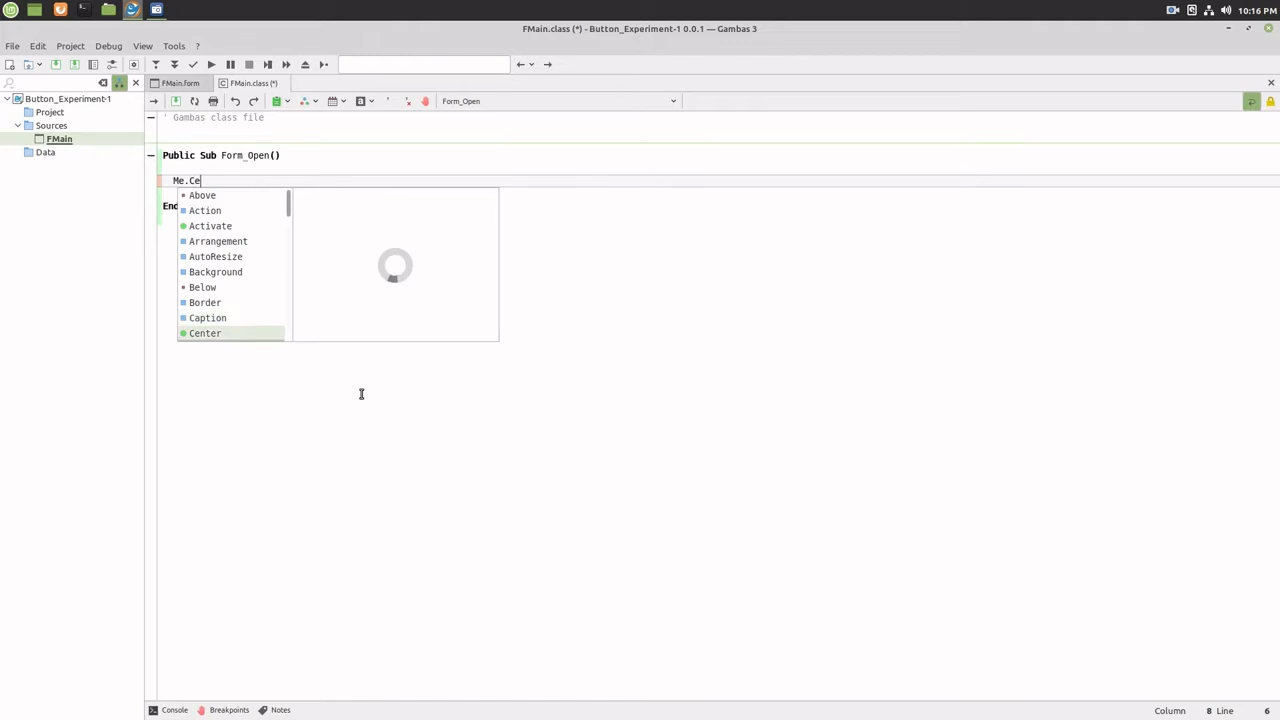 10:16 PM
FMain.class (*) - Button_Experiment-1 0.0.1 — Gambas 3
File Edit Project Debug View Tools ?
FMain.form FMain.class (*)
Button_Experiment-1
Project
Sources
FMain
Data
Form_Open
' Gambas class file
Public Sub Form_Open()
Me.Ce
End
Above
Action
Activate
Arrangement
AutoResize
Background
Below
Border
Caption
Center
Console Breakpoints Notes
Column 8 Line 6